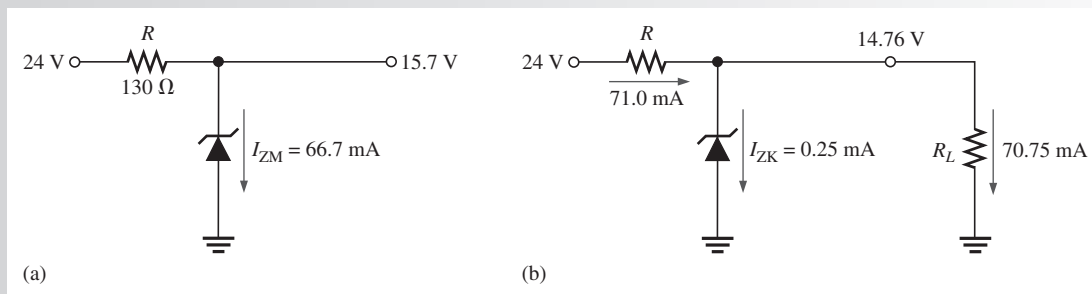 R
24 V
15.7 V
130 Ω
I_ZM = 66.7 mA
(a)
14.76 V
R
24 V
71.0 mA
I_ZK = 0.25 mA
R_L
70.75 mA
(b)